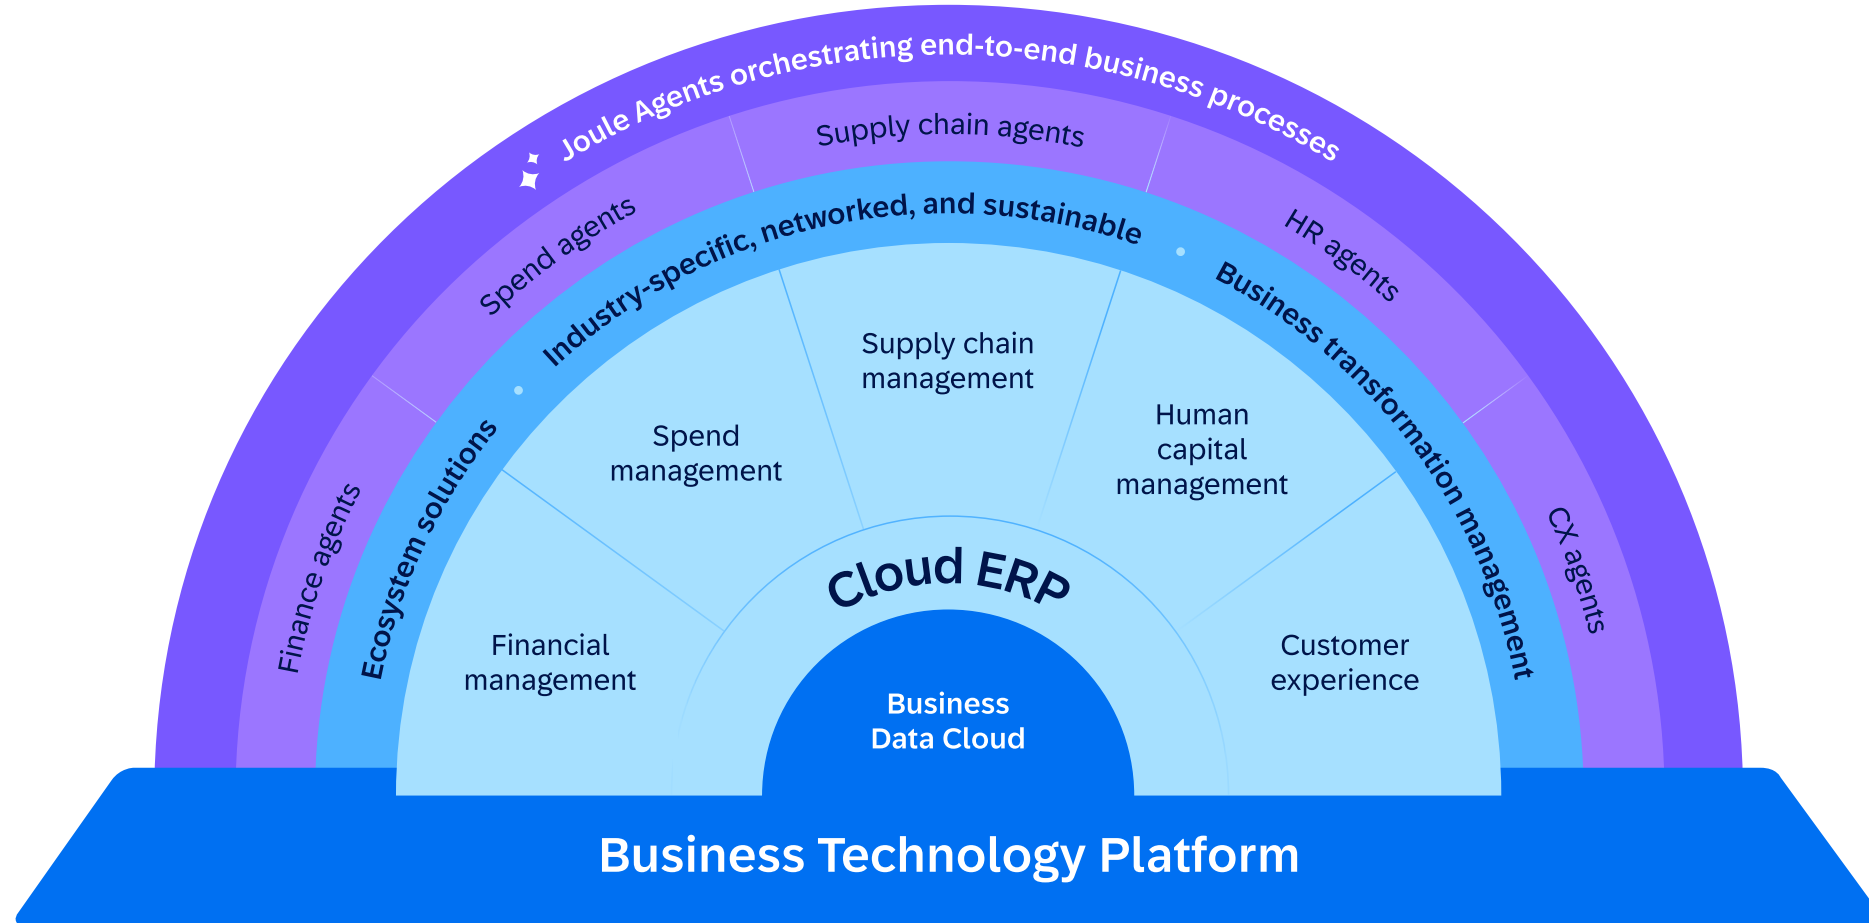 Joule Agents orchestrating end-to-end business processes
Finance agents
Spend agents
Supply chain agents
HR agents
CX agents
Ecosystem solutions • Industry-specific, networked, and sustainable • Business transformation management
Financial
management
Spend
management
Supply chain
management
Human
capital
management
Customer
experience
Cloud ERP
Business
Data Cloud
Business Technology Platform